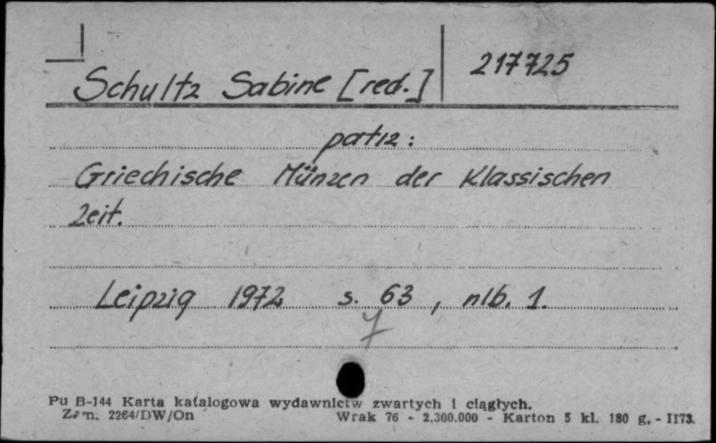 217725
Schultz Sabine [red.]
patrz:
Griechische Münzen der Klassischen
Zeit.
Leipzig 1972 s. 63, nlb. 1.
7
Pu B-144 Karta katalogowa wydawnictw zwartych i ciągłych.
Zam. 2264/DW/On Wrak 76 - 2.300.000 - Karton 5 kl. 180 g. - II73.